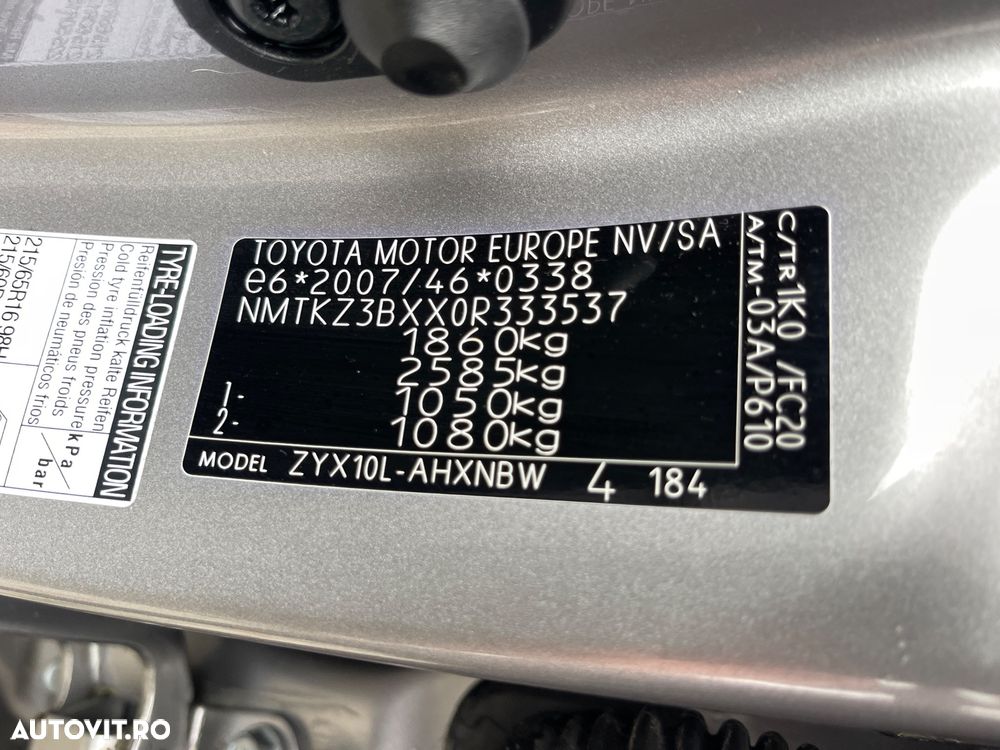 TOYOTA MOTOR EUROPE NV/SA
e6*2007/46*0338
NMTKZ3BXX0R333537
1860kg
2585kg
1- 1050kg
2- 1080kg
MODEL ZYX10L-AHXNBW 4 184
C/TR1K0 /FC20
A/TM-03A/P610
TYRE-LOADING INFORMATION
Reifenfülldruck kalte Reifen
Cold tyre inflation pressure
Pression des pneus froids
Presión de neumáticos fríos
kPa
/
bar
215/65R16 98H
AUTOVIT.RO